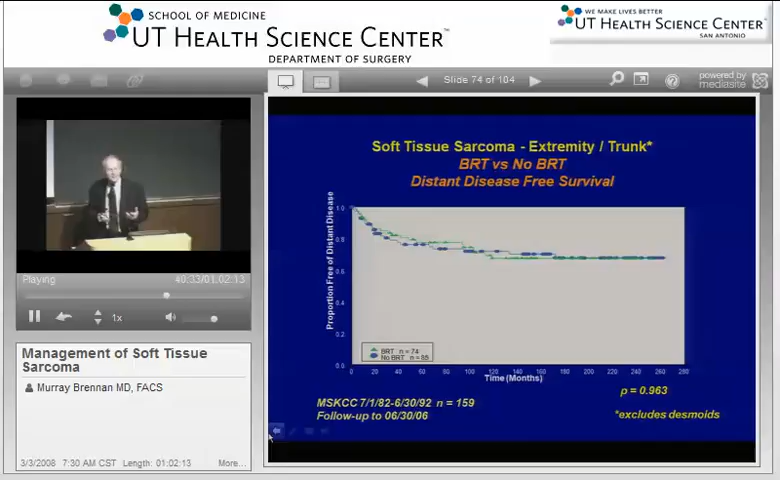 SCHOOL OF MEDICINE
UT HEALTH SCIENCE CENTER™
DEPARTMENT OF SURGERY
WE MAKE LIVES BETTER
UT HEALTH SCIENCE CENTER™
SAN ANTONIO
Slide 74 of 104
powered by
mediasite
Playing
40:33/01:02:13
1x
Management of Soft Tissue
Sarcoma
Murray Brennan MD, FACS
3/3/2008 7:30 AM CST Length: 01:02:13 More...
Soft Tissue Sarcoma - Extremity / Trunk*
BRT vs No BRT
Distant Disease Free Survival
Proportion Free of Distant Disease
1.0
0.8
0.6
0.4
0.2
0.0
BRT n = 74
No BRT n = 85
0 20 40 60 80 100 120 140 160 180 200 220 240 260 280
Time (Months)
p = 0.963
MSKCC 7/1/82-6/30/92 n = 159
Follow-up to 06/30/06
*excludes desmoids